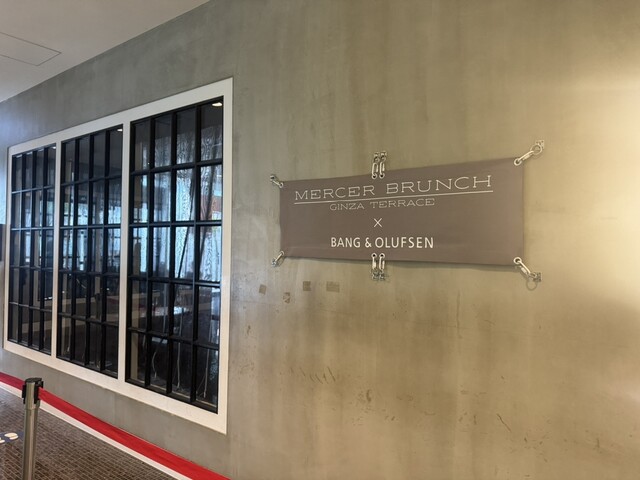 MERCER BRUNCH
GINZA TERRACE
×
BANG & OLUFSEN